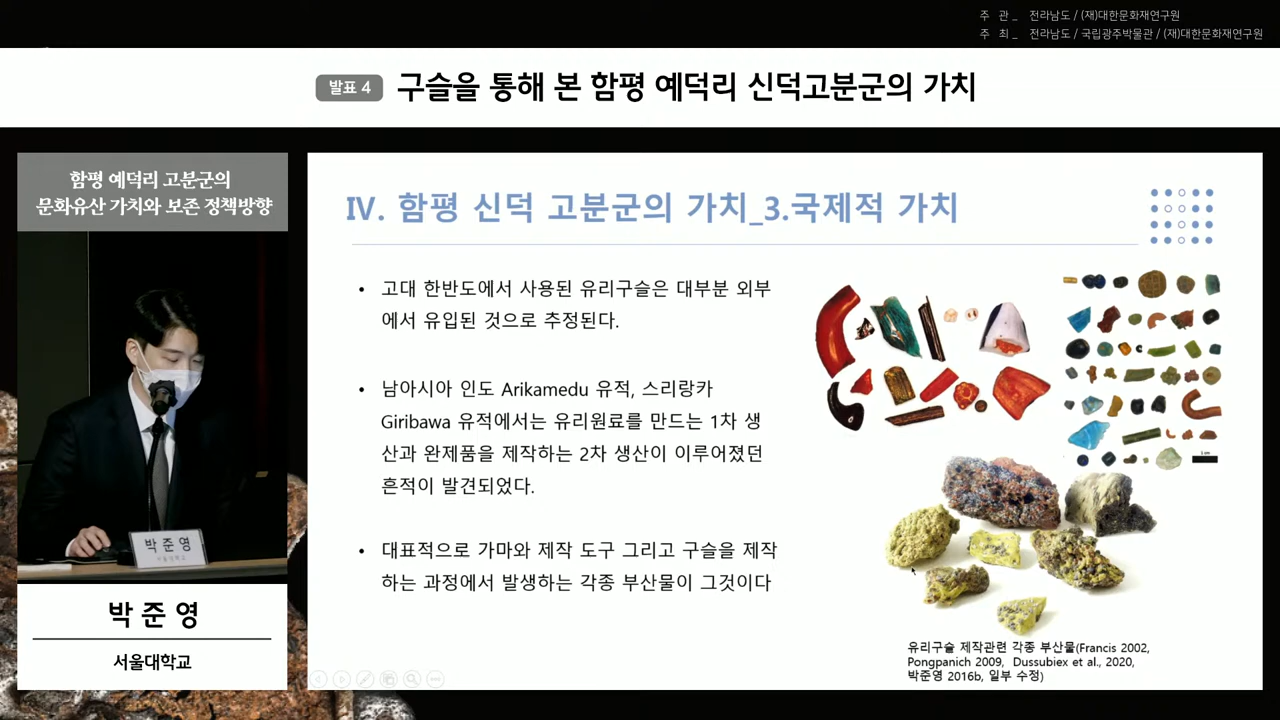 주 관 _ 전라남도 / (재)대한문화재연구원
주 최 _ 전라남도 / 국립광주박물관 / (재)대한문화재연구원
발표 4 구슬을 통해 본 함평 예덕리 신덕고분군의 가치
함평 예덕리 고분군의
문화유산 가치와 보존 정책방향
박준영
서울대학교
박 준 영
서울대학교
Ⅳ. 함평 신덕 고분군의 가치_3.국제적 가치
• 고대 한반도에서 사용된 유리구슬은 대부분 외부
에서 유입된 것으로 추정된다.
• 남아시아 인도 Arikamedu 유적, 스리랑카
Giribawa 유적에서는 유리원료를 만드는 1차 생
산과 완제품을 제작하는 2차 생산이 이루어졌던
흔적이 발견되었다.
• 대표적으로 가마와 제작 도구 그리고 구슬을 제작
하는 과정에서 발생하는 각종 부산물이 그것이다
유리구슬 제작관련 각종 부산물(Francis 2002,
Pongpanich 2009, Dussubiex et al., 2020,
박준영 2016b, 일부 수정)